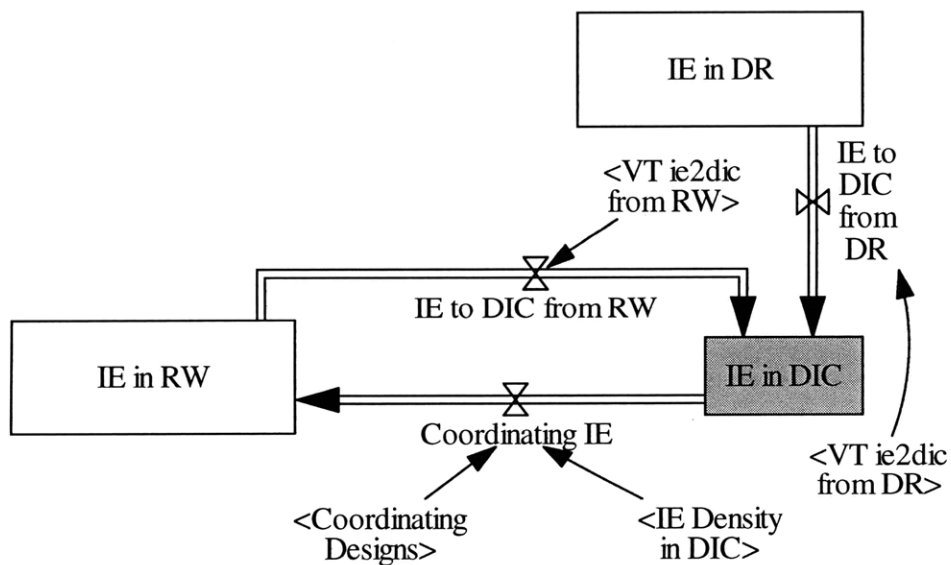 IE in DR
<VT ie2dic
from RW>
IE to
DIC
from
DR
IE to DIC from RW
IE in RW
IE in DIC
Coordinating IE
<VT ie2dic
from DR>
<Coordinating
Designs>
<IE Density
in DIC>